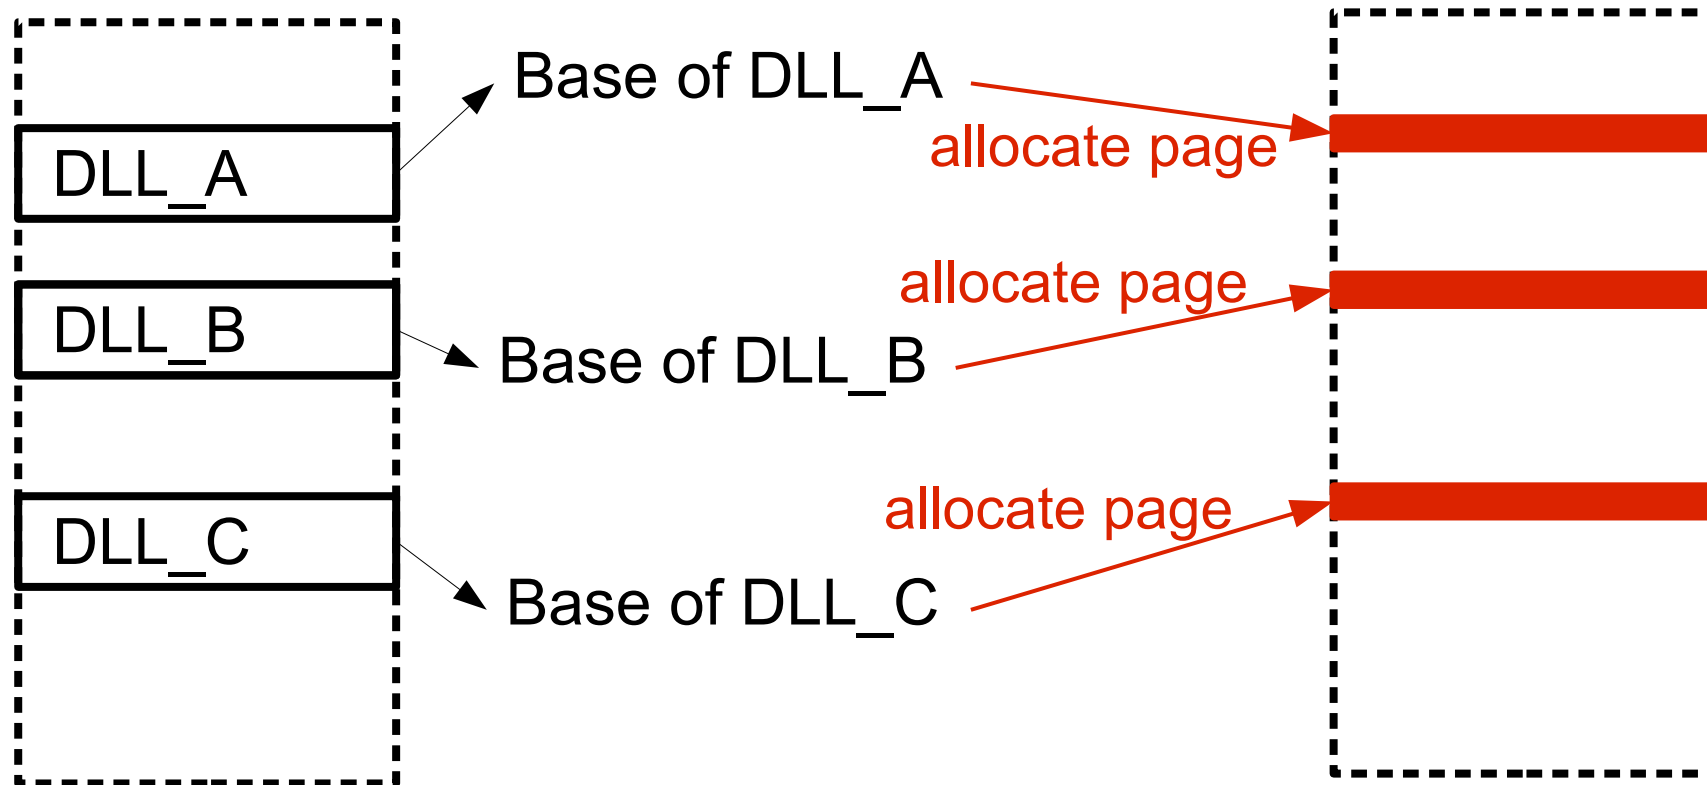 Base of DLL_A
allocate page
DLL_A
allocate page
DLL_B
Base of DLL_B
allocate page
DLL_C
Base of DLL_C